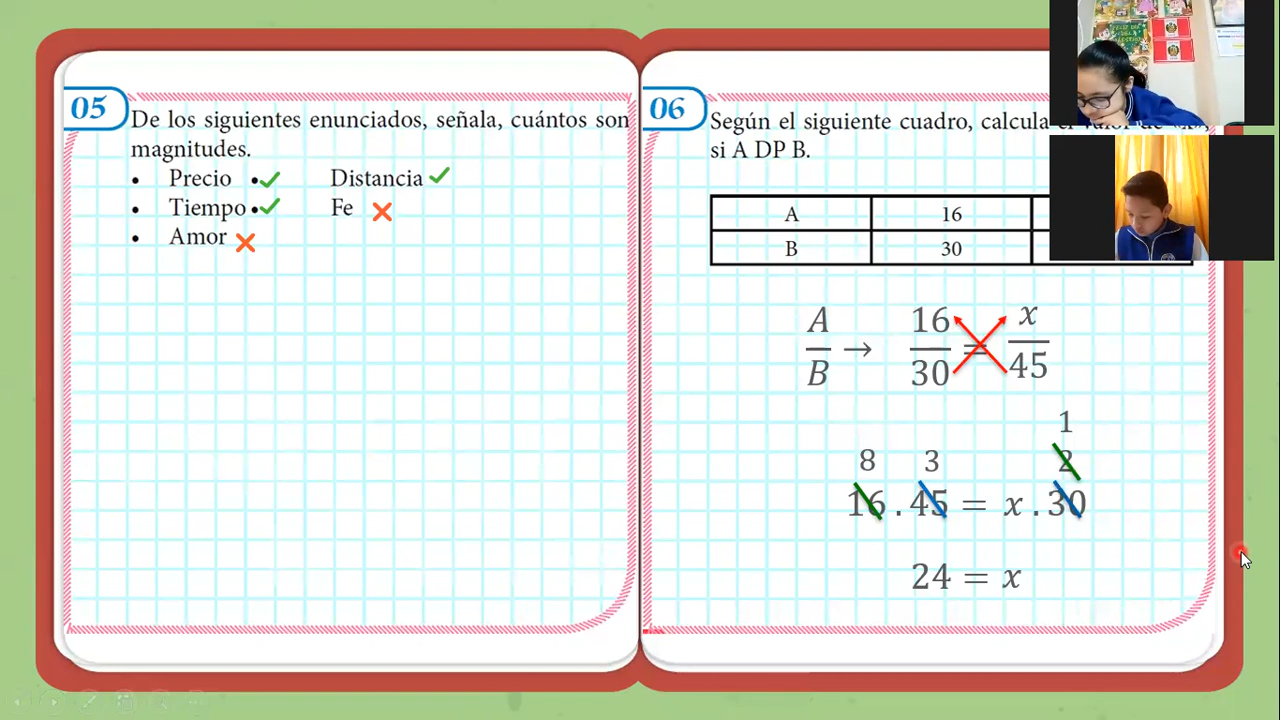 05
De los siguientes enunciados, señala, cuántos son
magnitudes.
• Precio • Distancia
• Tiempo • Fe
• Amor
06
Según el siguiente cuadro, calcula
si A DP B.
A 16
B 30
A/B → 16/30 = x/45
1
8 3 2
16 . 45 = x . 30
24 = x